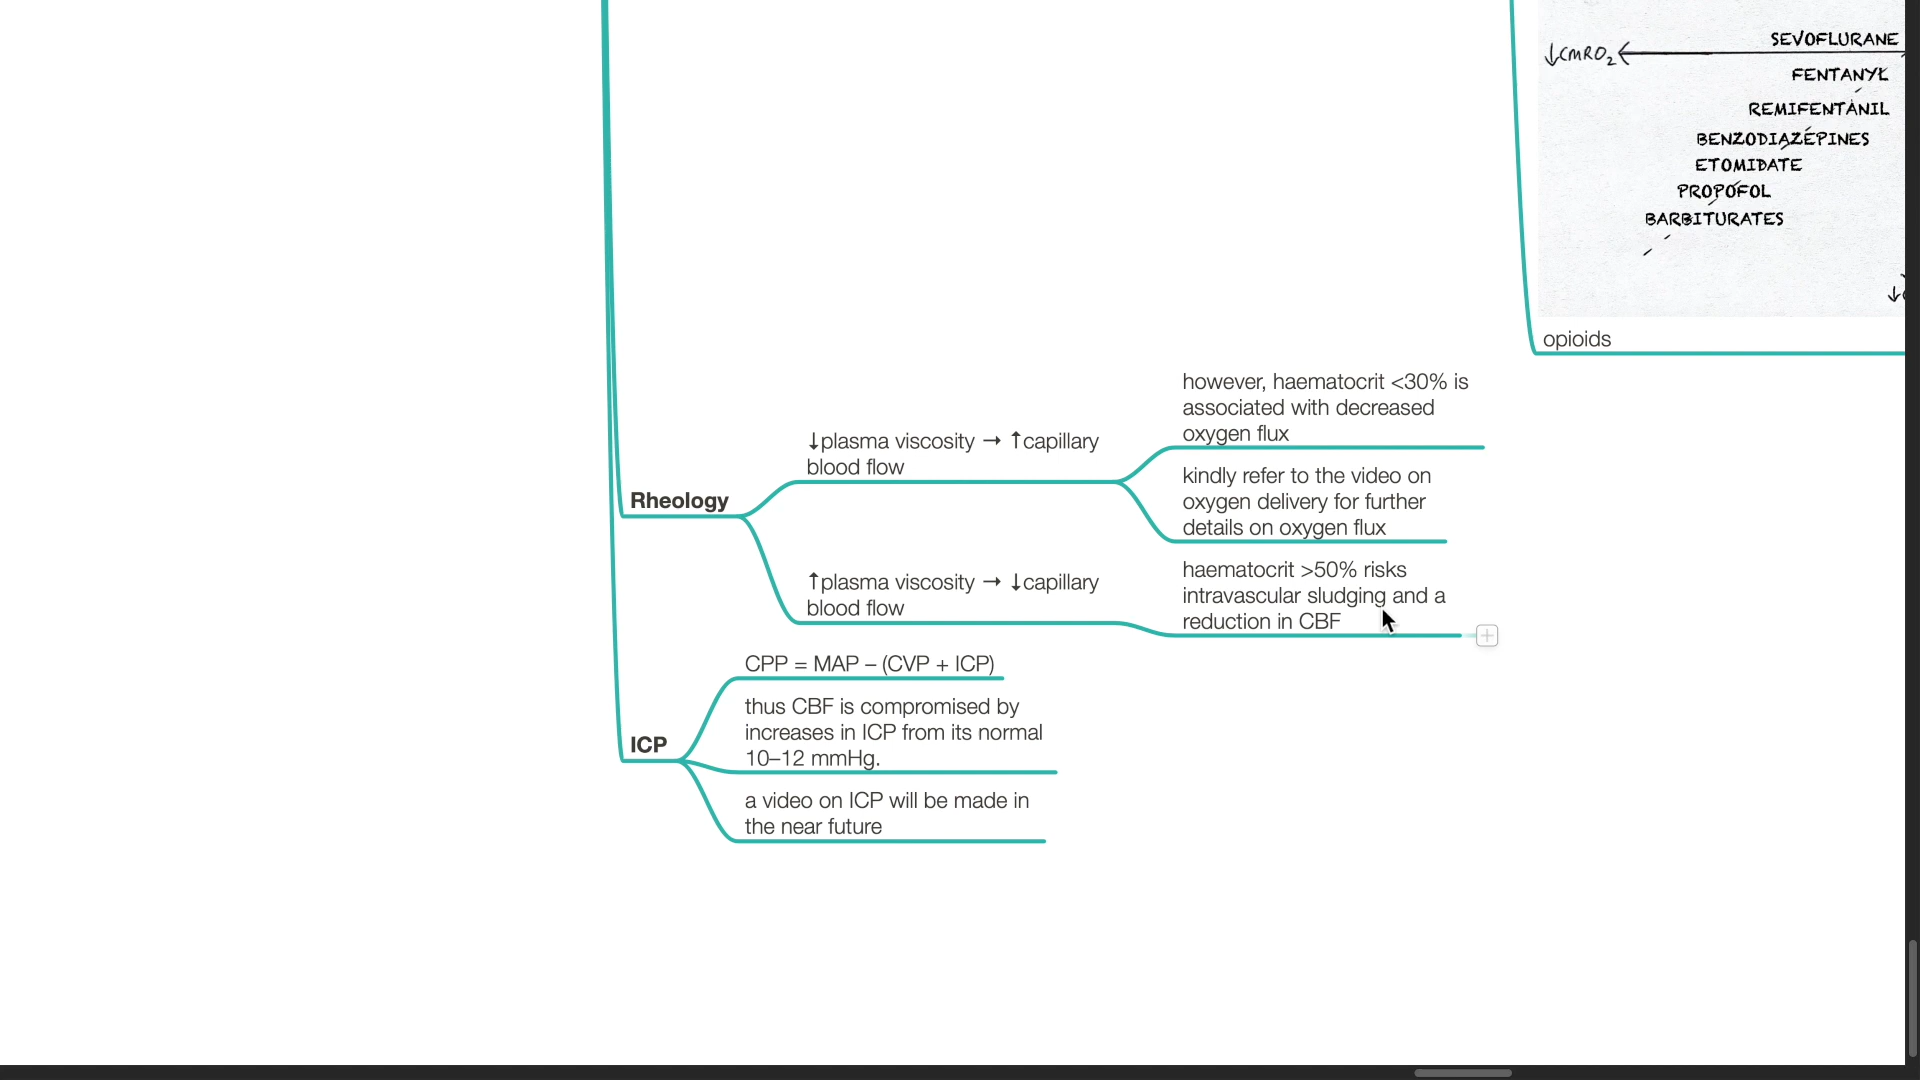 SEVOFLURANE
↓CMRO₂
FENTANYL
REMIFENTANIL
BENZODIAZEPINES
ETOMIDATE
PROPOFOL
BARBITURATES
opioids
Rheology
↓plasma viscosity → ↑capillary
blood flow
however, haematocrit <30% is
associated with decreased
oxygen flux
kindly refer to the video on
oxygen delivery for further
details on oxygen flux
↑plasma viscosity → ↓capillary
blood flow
haematocrit >50% risks
intravascular sludging and a
reduction in CBF
ICP
CPP = MAP – (CVP + ICP)
thus CBF is compromised by
increases in ICP from its normal
10–12 mmHg.
a video on ICP will be made in
the near future